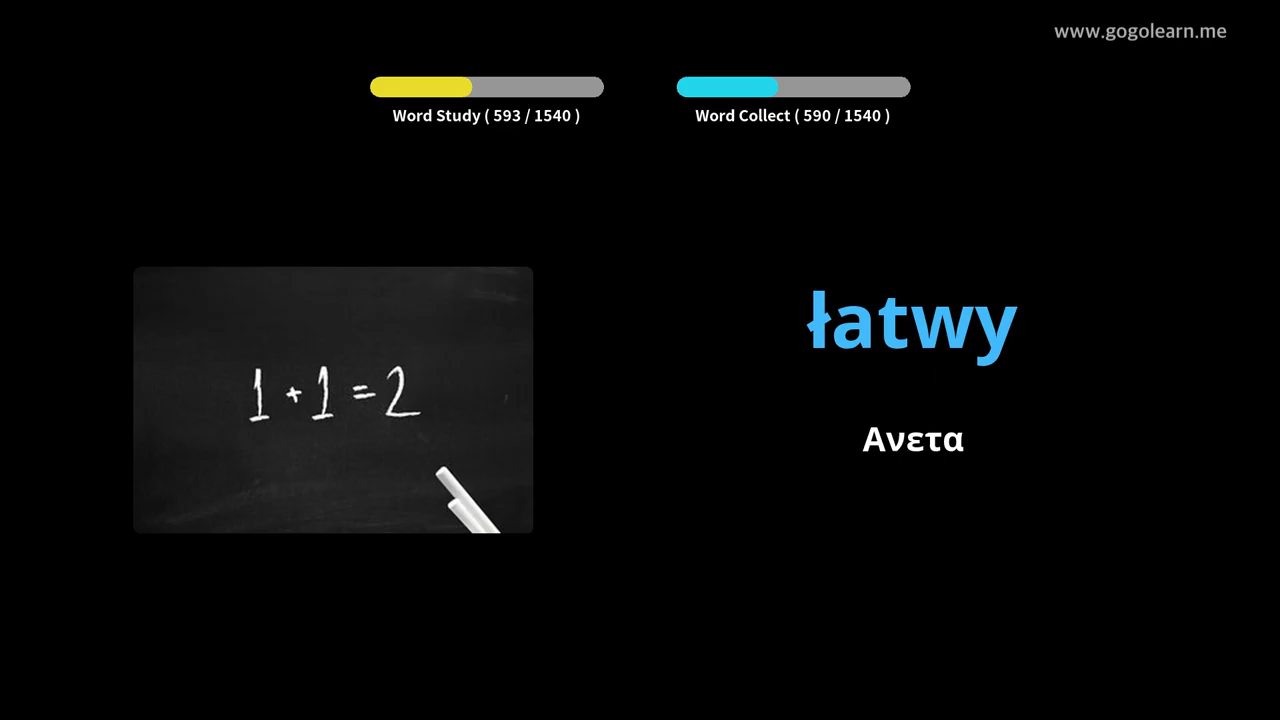 www.gogolearn.me
Word Study ( 593 / 1540 )
Word Collect ( 590 / 1540 )
łatwy
1 + 1 = 2
Ανετα